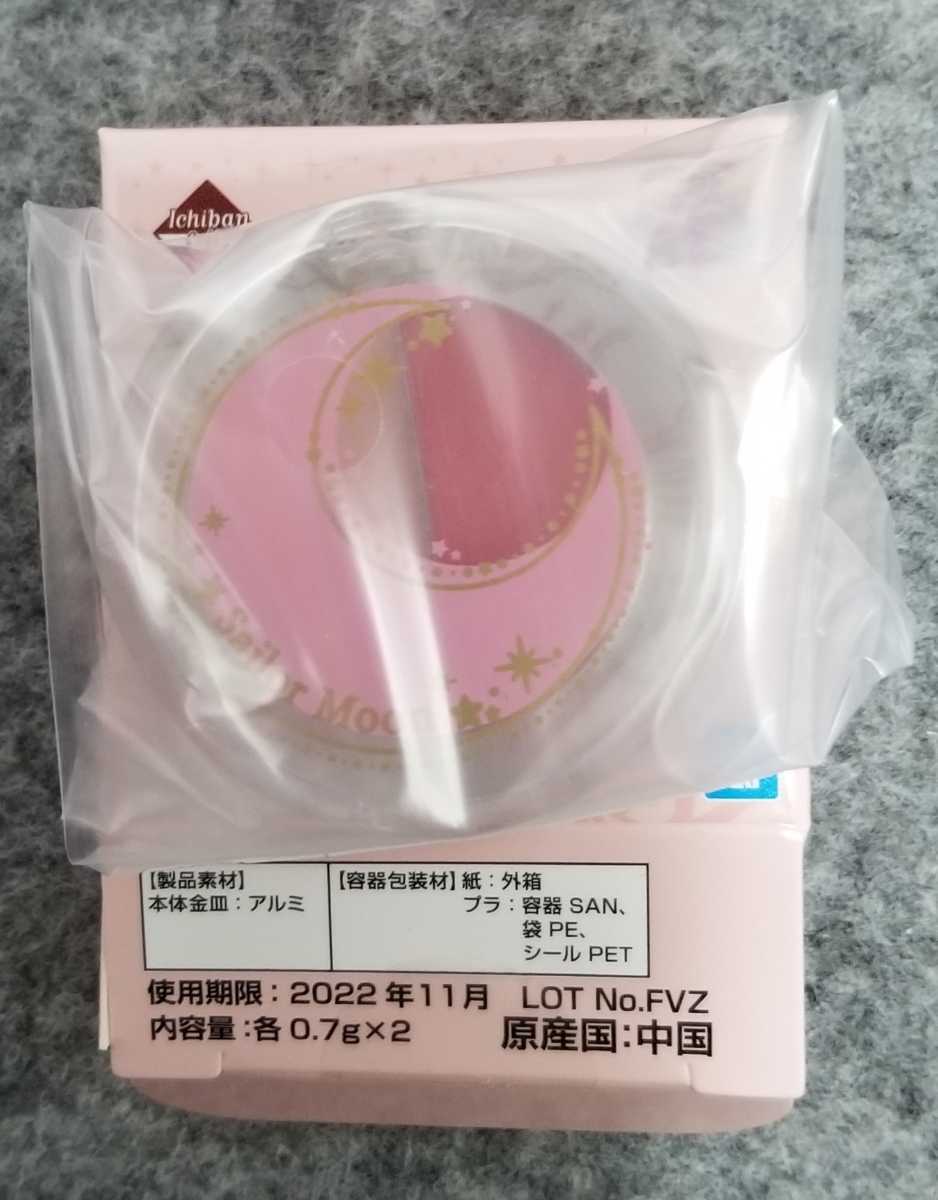 Ichiban
Sailor Moon
【製品素材】
本体金皿:アルミ
【容器包装材】紙:外箱
プラ:容器 SAN、
袋 PE、
シール PET
使用期限:2022年11月 LOT No.FVZ
内容量:各0.7g×2 原産国:中国